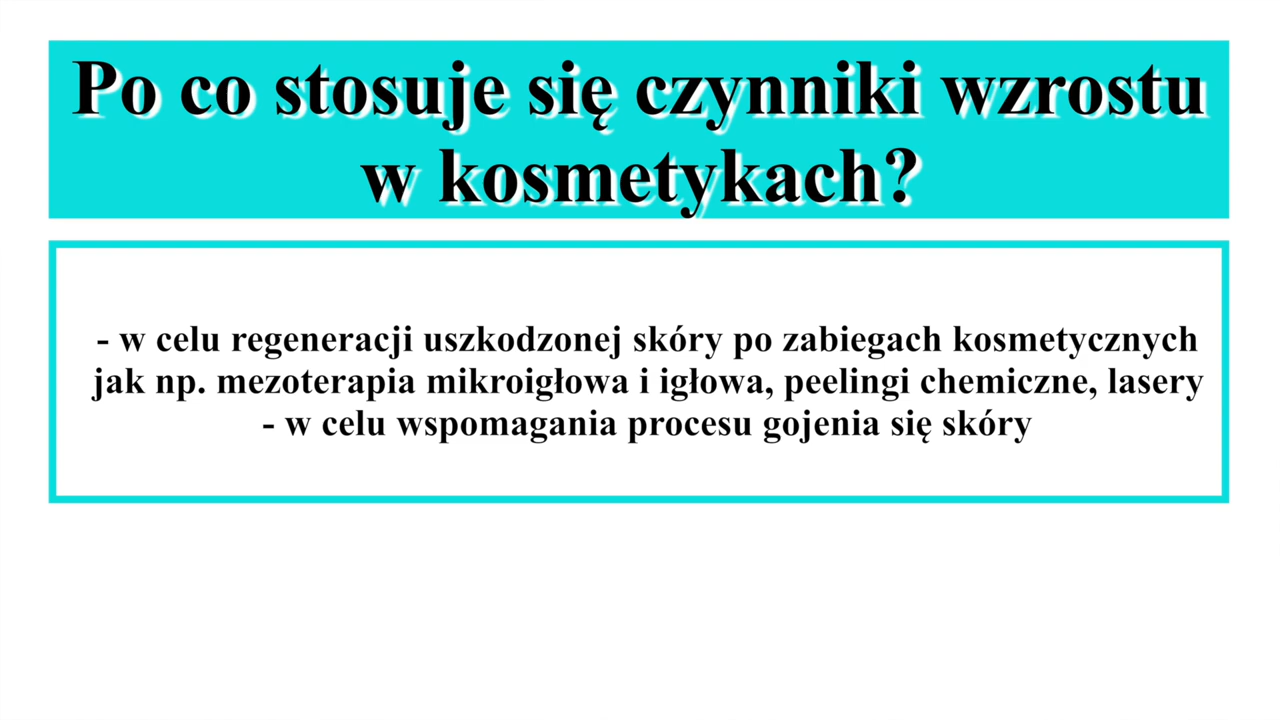 Po co stosuje się czynniki wzrostu
w kosmetykach?
- w celu regeneracji uszkodzonej skóry po zabiegach kosmetycznych
jak np. mezoterapia mikroigłowa i igłowa, peelingi chemiczne, lasery
- w celu wspomagania procesu gojenia się skóry